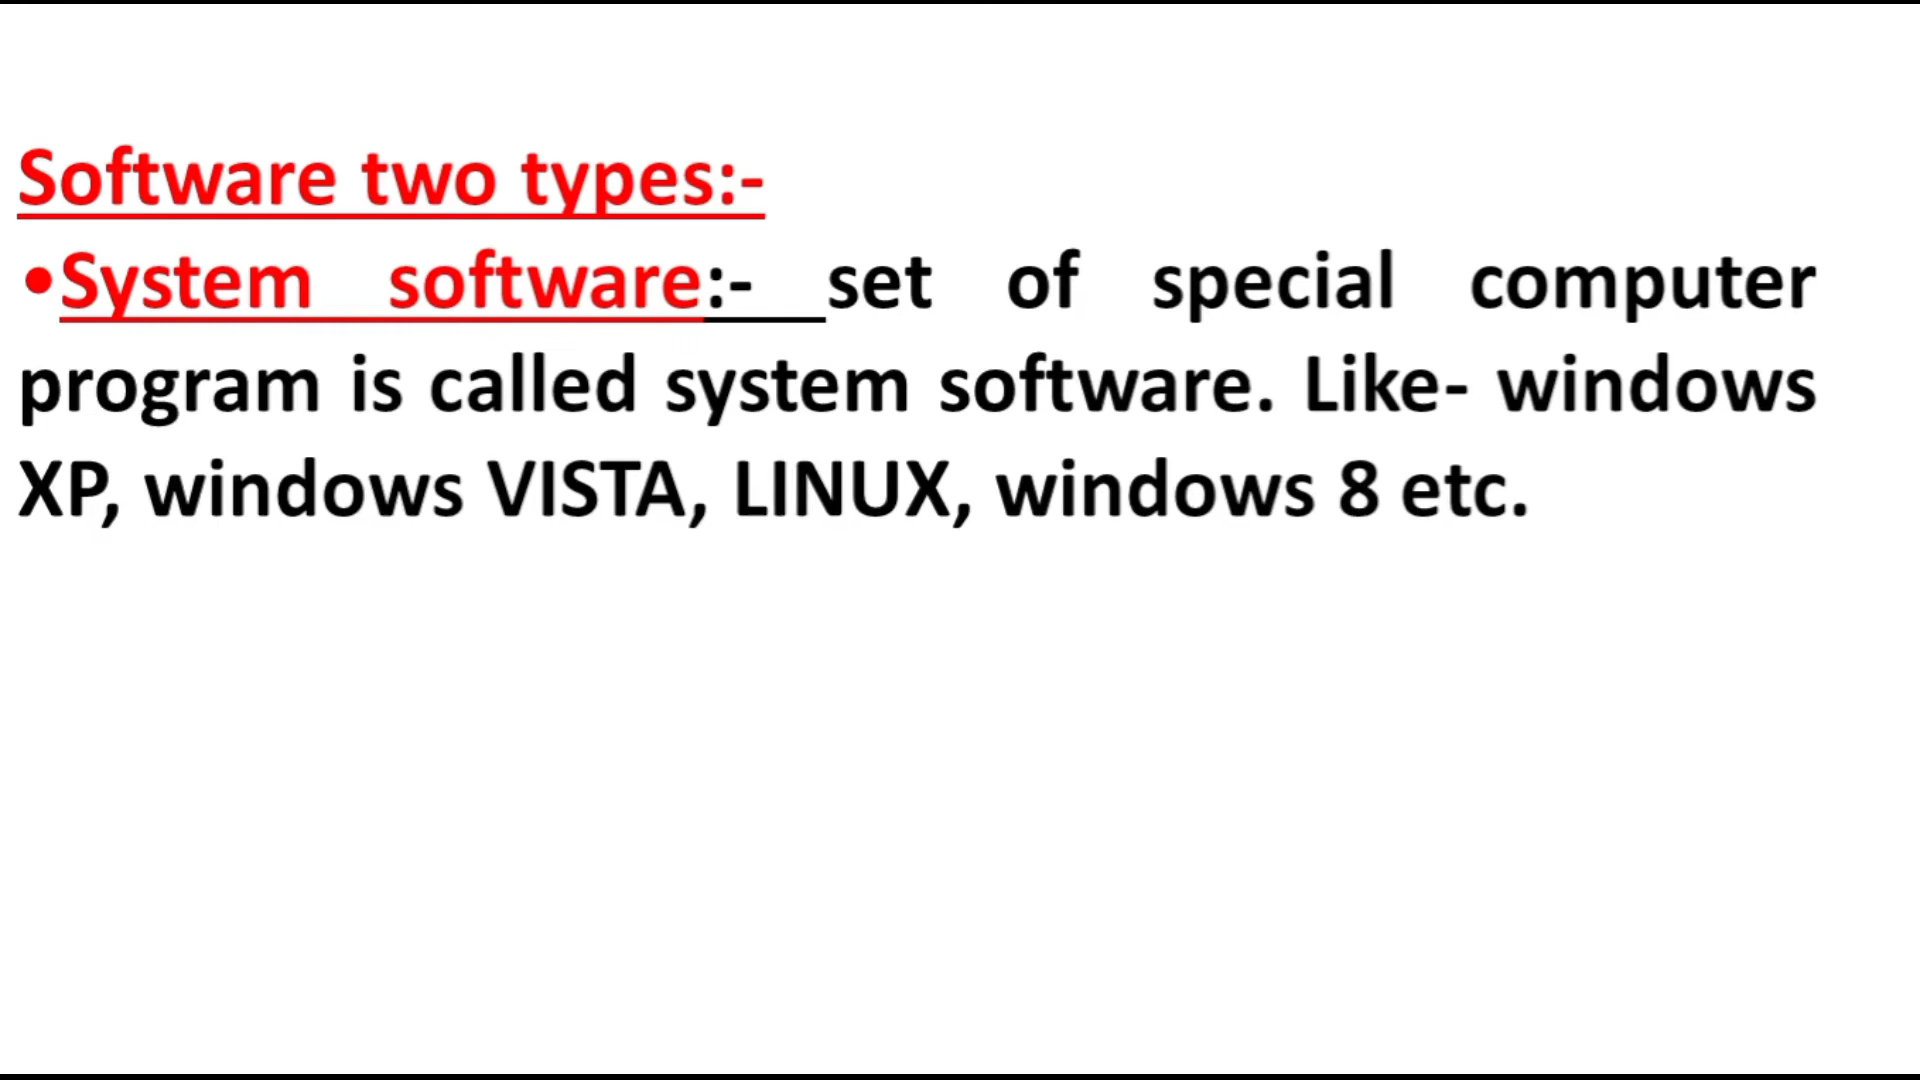 Software two types:-
•System software:- set of special computer
program is called system software. Like- windows
XP, windows VISTA, LINUX, windows 8 etc.